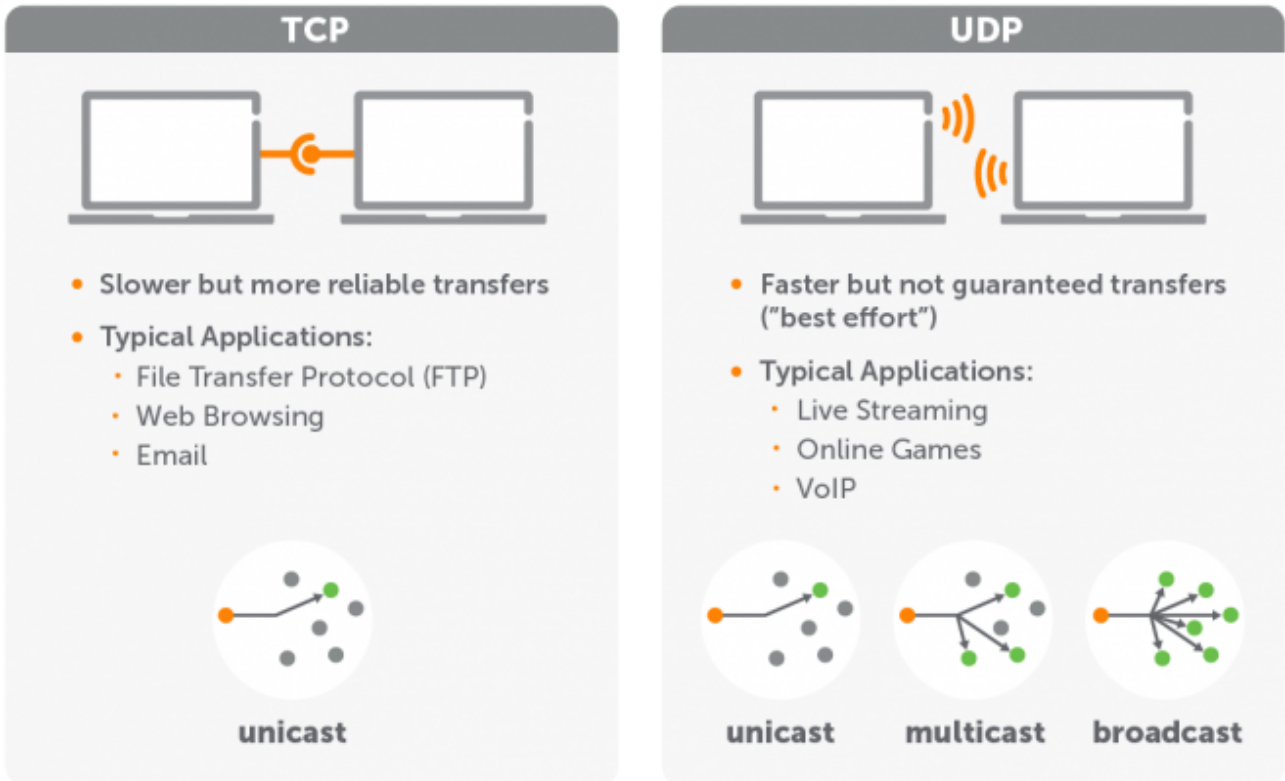 TCP
• Slower but more reliable transfers
• Typical Applications:
• File Transfer Protocol (FTP)
• Web Browsing
• Email
unicast
UDP
• Faster but not guaranteed transfers
(”best effort”)
• Typical Applications:
• Live Streaming
• Online Games
• VoIP
unicast
multicast
broadcast